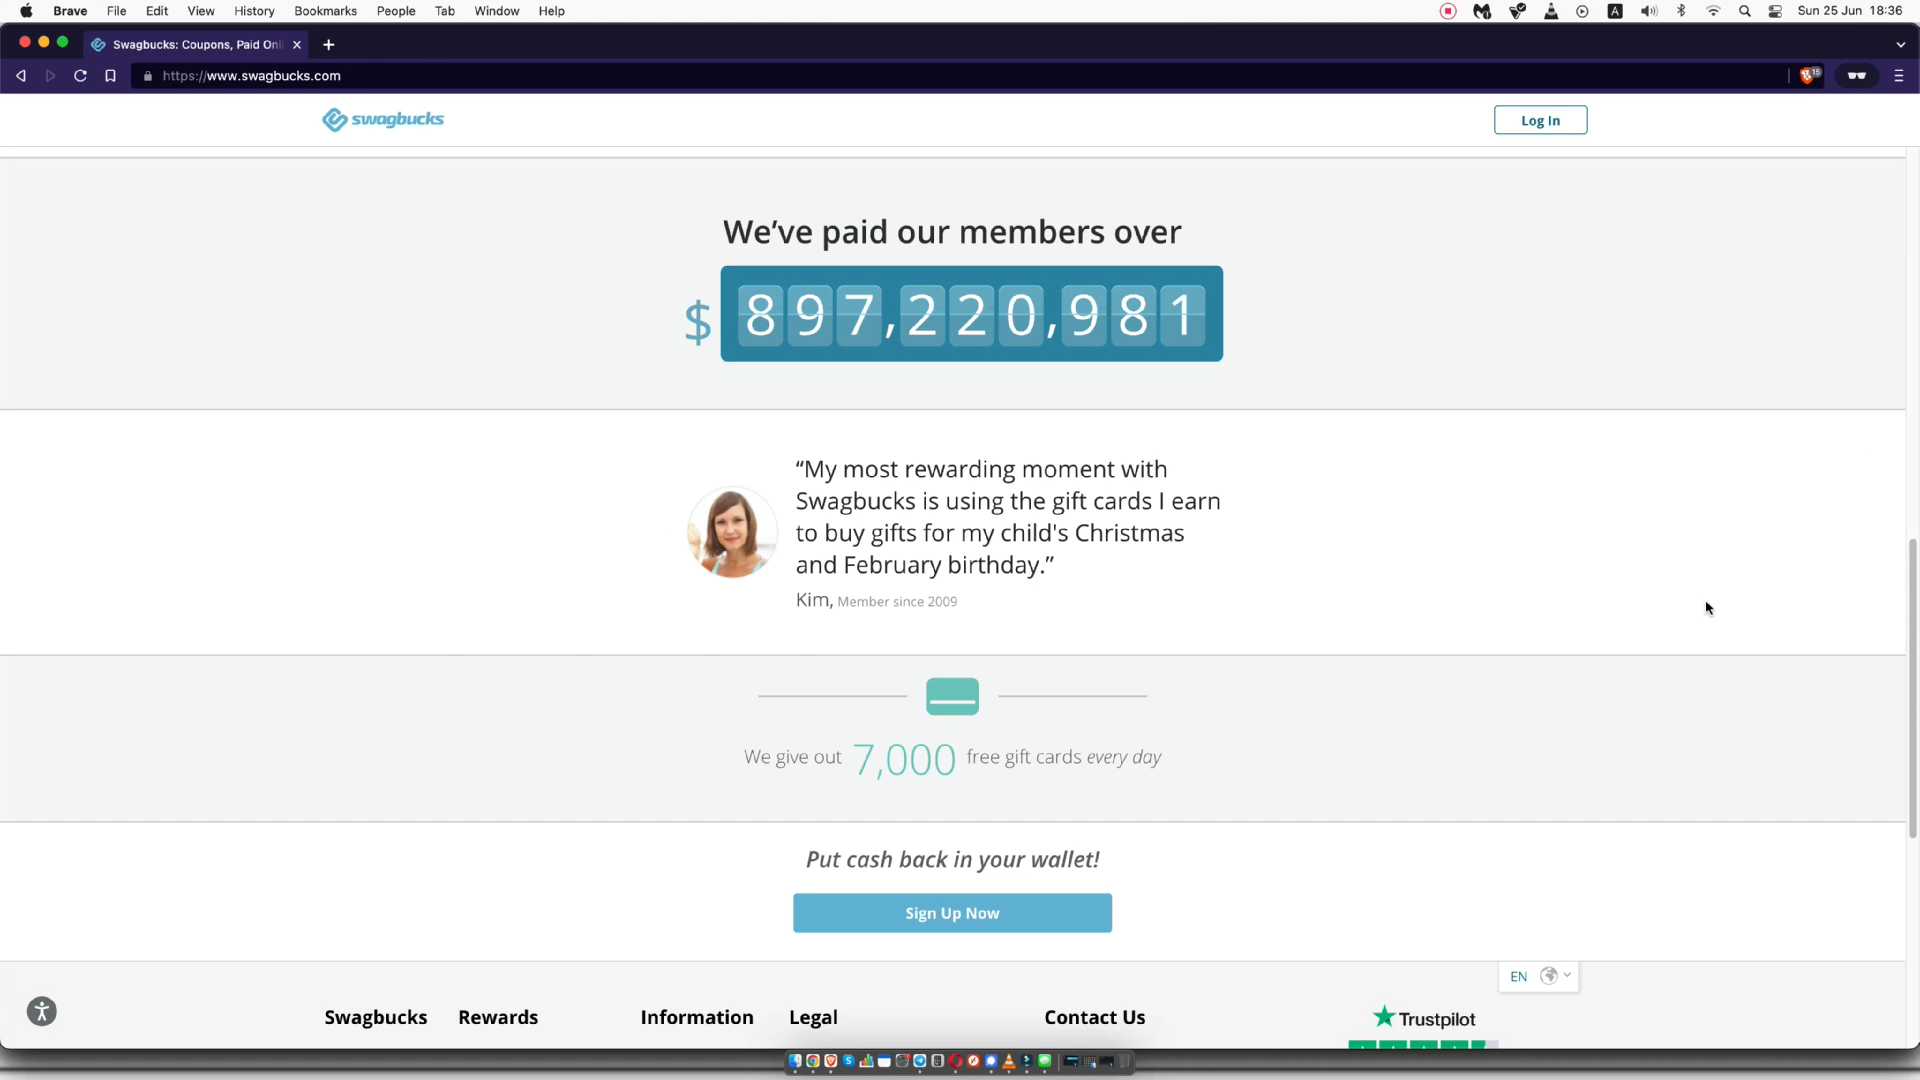 Brave File Edit View History Bookmarks People Tab Window Help A Sun 25 Jun 18:36
Swagbucks: Coupons, Paid Onl
https://www.swagbucks.com 15
swagbucks Log In
We've paid our members over
$ 897,220,981
“My most rewarding moment with
Swagbucks is using the gift cards I earn
to buy gifts for my child's Christmas
and February birthday.”
Kim, Member since 2009
We give out 7,000 free gift cards every day
Put cash back in your wallet!
Sign Up Now
EN
Swagbucks Rewards Information Legal Contact Us Trustpilot